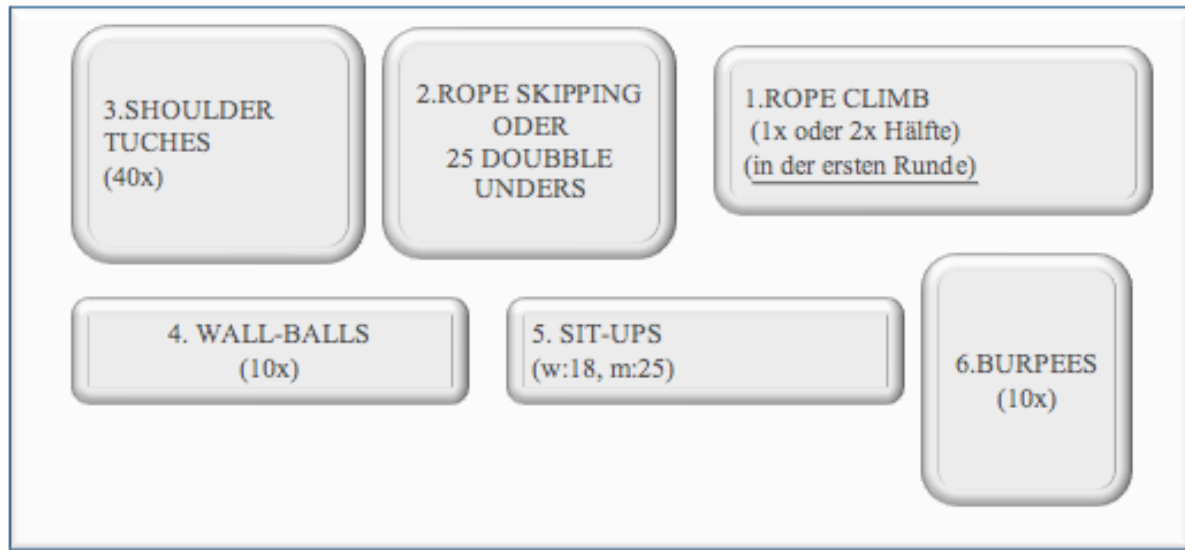 3.SHOULDER
TUCHES
(40x)
2.ROPE SKIPPING
ODER
25 DOUBBLE
UNDERS
1.ROPE CLIMB
(1x oder 2x Hälfte)
(in der ersten Runde)
4. WALL-BALLS
(10x)
5. SIT-UPS
(w:18, m:25)
6.BURPEES
(10x)